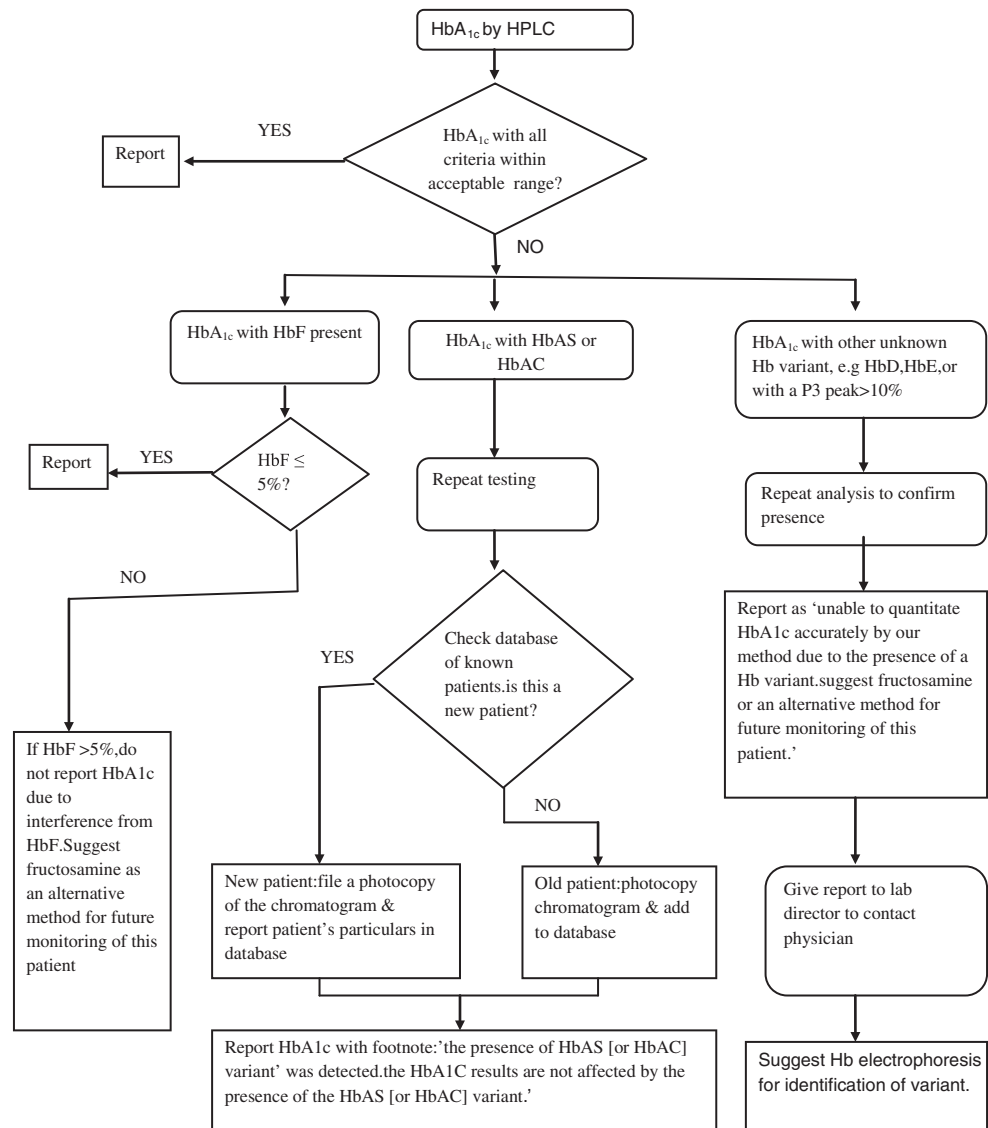 HbA1c by HPLC
YES
HbA1c with all
criteria within
acceptable range?
Report
NO
HbA1c with HbF present
HbA1c with HbAS or
HbAC
HbA1c with other unknown
Hb variant, e.g HbD,HbE,or
with a P3 peak>10%
Report
YES
HbF ≤
5%?
Repeat testing
Repeat analysis to confirm
presence
NO
Check database
of known
patients.is this a
new patient?
YES
Report as ‘unable to quantitate
HbA1c accurately by our
method due to the presence of a
Hb variant.suggest fructosamine
or an alternative method for
future monitoring of this
patient.’
If HbF >5%,do
not report HbA1c
due to
interference from
HbF.Suggest
fructosamine as
an alternative
method for future
monitoring of this
patient
NO
New patient:file a photocopy
of the chromatogram &
report patient’s particulars in
database
Old patient:photocopy
chromatogram & add
to database
Give report to lab
director to contact
physician
Report HbA1c with footnote:’the presence of HbAS [or HbAC]
variant’ was detected.the HbA1C results are not affected by the
presence of the HbAS [or HbAC] variant.’
Suggest Hb electrophoresis
for identification of variant.